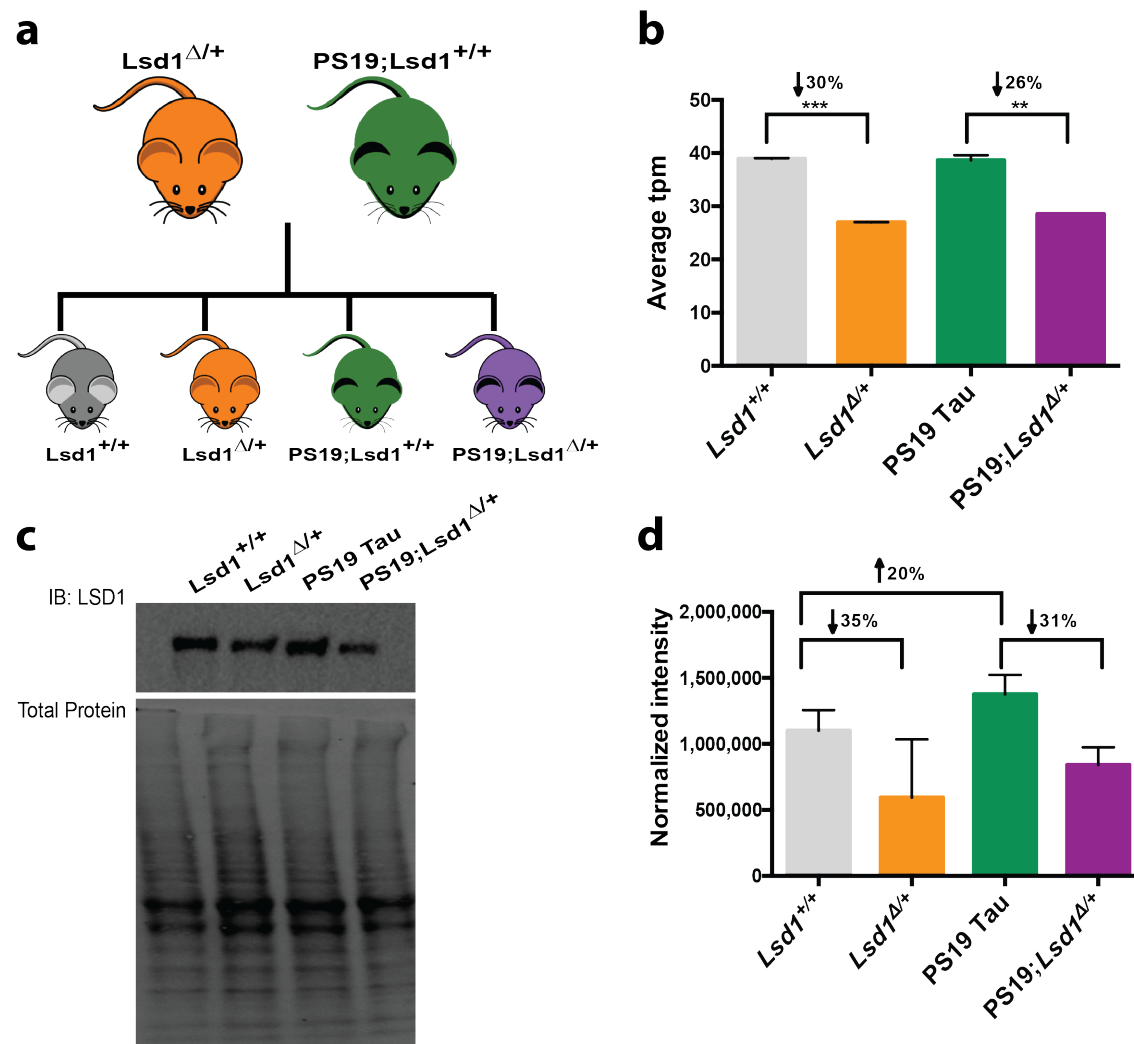 a
Lsd1Δ/+
PS19;Lsd1+/+
Lsd1+/+
Lsd1Δ/+
PS19;Lsd1+/+
PS19;Lsd1Δ/+
b
↓30%
***
↓26%
**
50
40
30
20
10
0
Average tpm
Lsd1+/+
Lsd1Δ/+
PS19 Tau
PS19;Lsd1Δ/+
c
Lsd1+/+
Lsd1Δ/+
PS19 Tau
PS19;Lsd1Δ/+
IB: LSD1
Total Protein
d
↑20%
↓35%
↓31%
2,000,000
1,500,000
1,000,000
500,000
0
Normalized intensity
Lsd1+/+
Lsd1Δ/+
PS19 Tau
PS19;Lsd1Δ/+